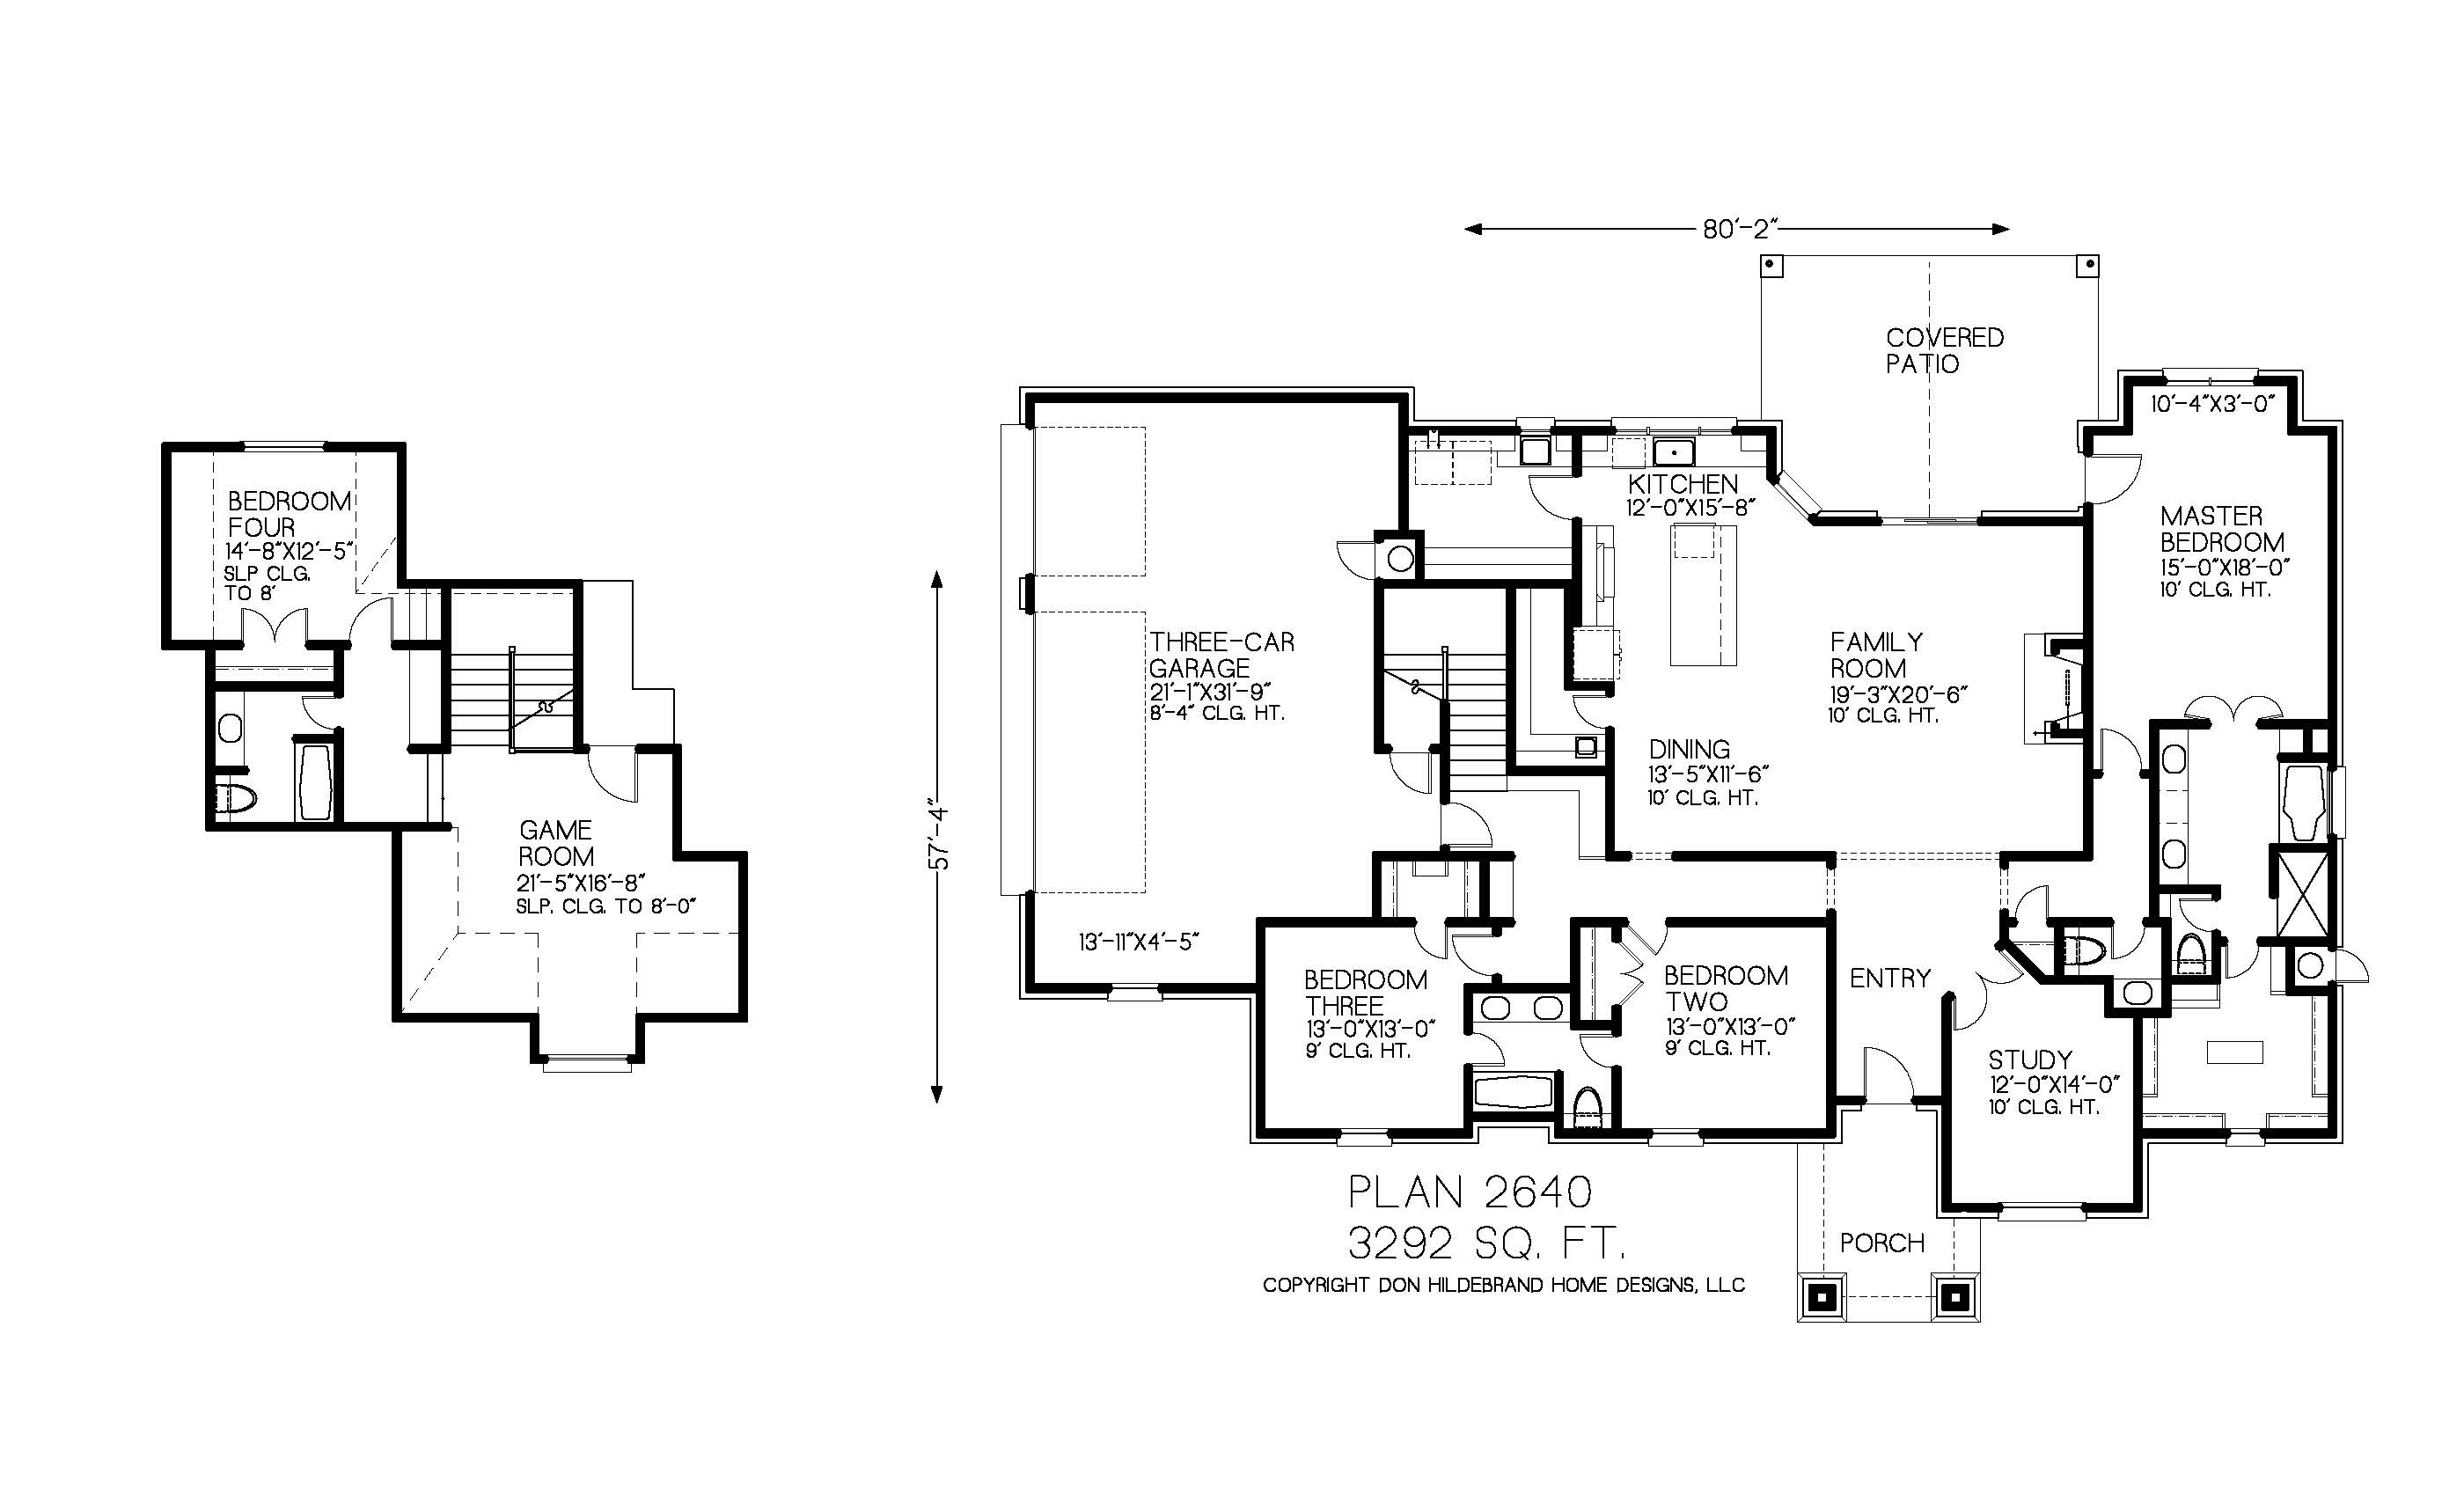 80'-2"
COVERED
PATIO
10'-4"X3'-0"
BEDROOM
FOUR
14'-8"X12'-5"
SLP CLG.
TO 8'
KITCHEN
12'-0"X15'-8"
MASTER
BEDROOM
15'-0"X18'-0"
10' CLG. HT.
THREE-CAR
GARAGE
21'-1"X31'-9"
8'-4" CLG. HT.
FAMILY
ROOM
19'-3"X20'-6"
10' CLG. HT.
DINING
13'-5"X11'-6"
10' CLG. HT.
57'-4"
GAME
ROOM
21'-5"X16'-8"
SLP. CLG. TO 8'-0"
13'-11"X4'-5"
BEDROOM
THREE
13'-0"X13'-0"
9' CLG. HT.
BEDROOM
TWO
13'-0"X13'-0"
9' CLG. HT.
ENTRY
STUDY
12'-0"X14'-0"
10' CLG. HT.
PLAN 2640
3292 SQ. FT.
COPYRIGHT DON HILDEBRAND HOME DESIGNS, LLC
PORCH